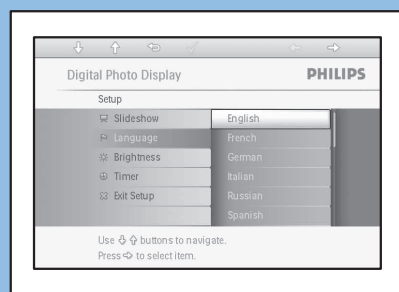 Digital Photo Display
PHILIPS
Setup
Slideshow
English
Language
French
Brightness
German
Timer
Italian
Exit Setup
Russian
Spanish
Use buttons to navigate.
Press to select item.